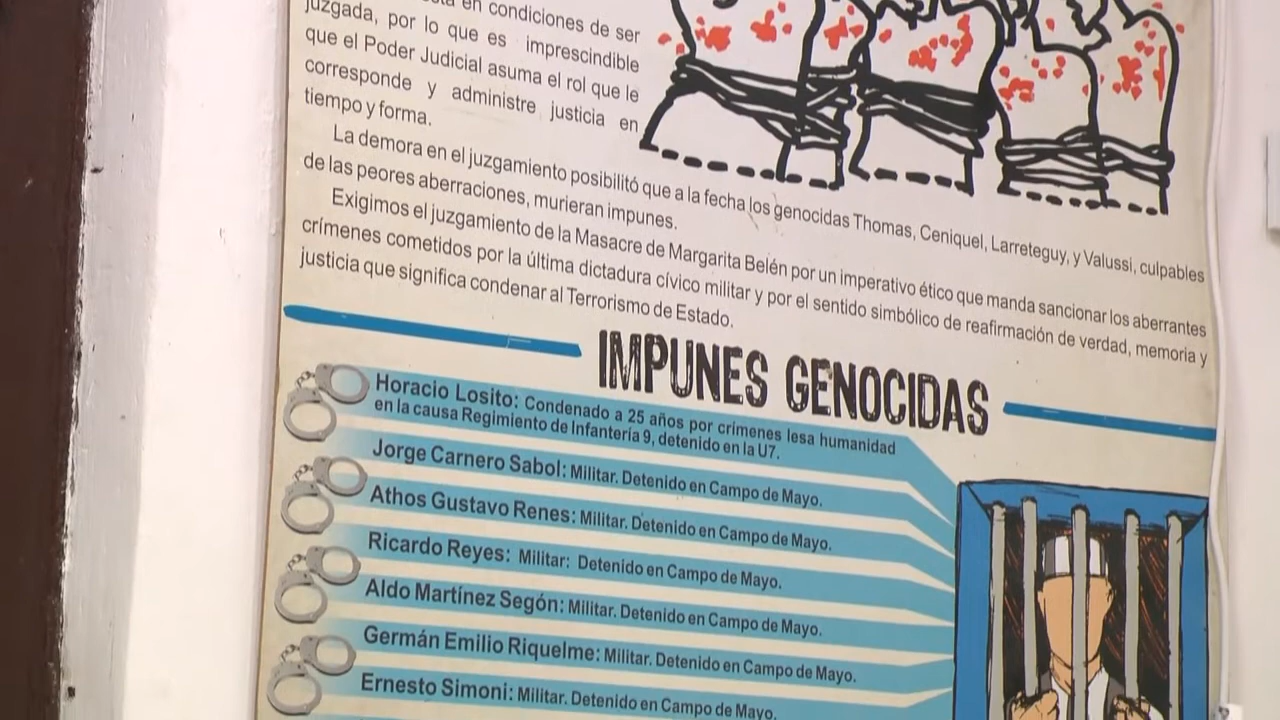 en condiciones de ser
juzgada, por lo que es imprescindible
que el Poder Judicial asuma el rol que le
corresponde y administre justicia en
tiempo y forma.
La demora en el juzgamiento posibilitó que a la fecha los genocidas Thomas, Ceniquel, Larreteguy, y Valussi, culpables
de las peores aberraciones, murieran impunes.
Exigimos el juzgamiento de la Masacre de Margarita Belén por un imperativo ético que manda sancionar los aberrantes
crímenes cometidos por la última dictadura cívico militar y por el sentido simbólico de reafirmación de verdad, memoria y
justicia que significa condenar al Terrorismo de Estado.
IMPUNES GENOCIDAS
Horacio Losito: Condenado a 25 años por crímenes lesa humanidad
en la causa Regimiento de Infantería 9, detenido en la U7.
Jorge Carnero Sabol: Militar. Detenido en Campo de Mayo.
Athos Gustavo Renes: Militar. Detenido en Campo de Mayo.
Ricardo Reyes: Militar: Detenido en Campo de Mayo.
Aldo Martínez Segón: Militar. Detenido en Campo de Mayo.
Germán Emilio Riquelme: Militar. Detenido en Campo de Mayo.
Ernesto Simoni: Militar. Detenido en Campo de Mayo.